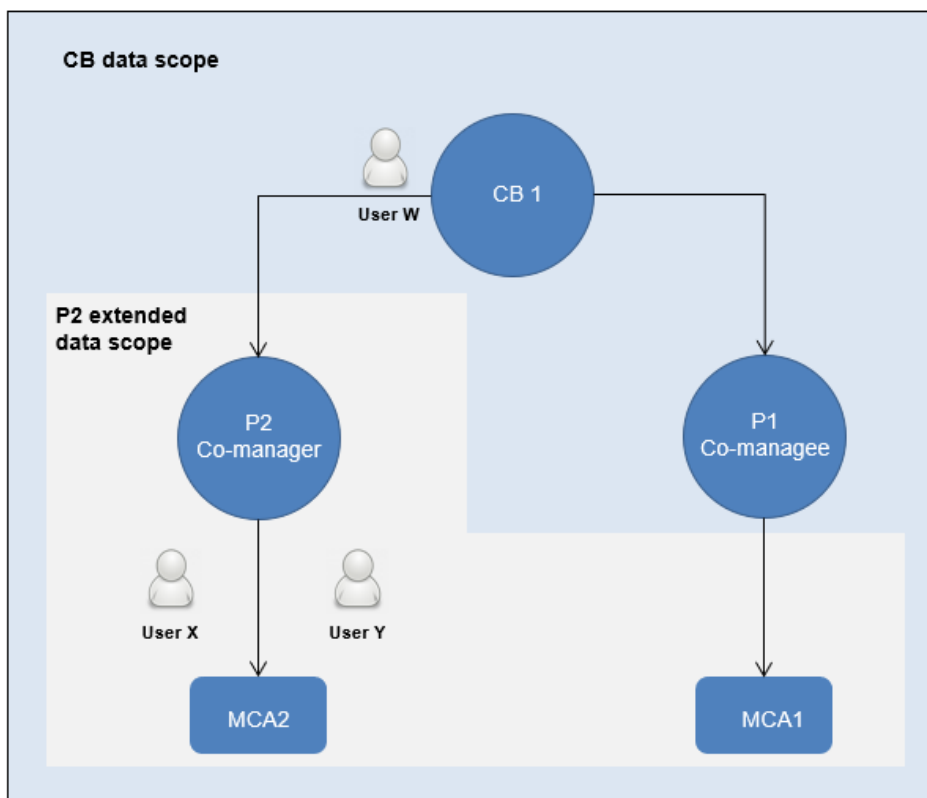 CB data scope
CB 1
User W
P2 extended
data scope
P2
Co-manager
P1
Co-managee
User X
User Y
MCA2
MCA1